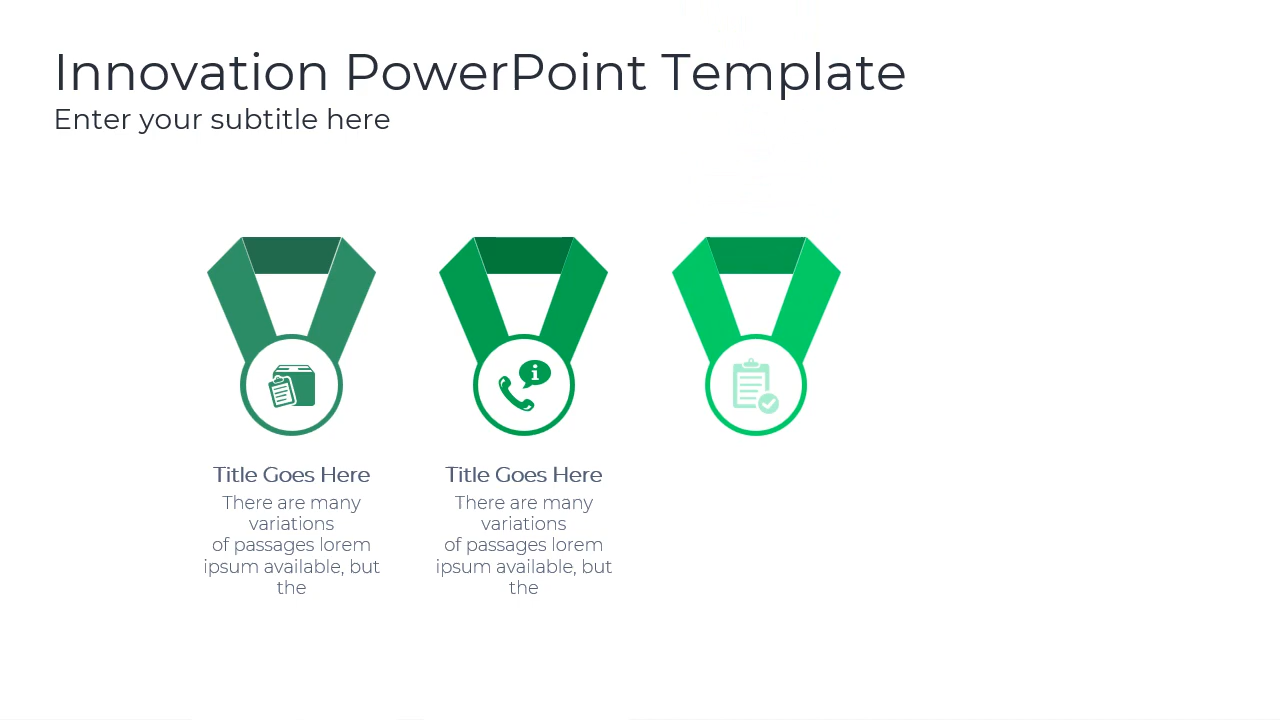 Innovation PowerPoint Template
Enter your subtitle here
i
Title Goes Here
There are many
variations
of passages lorem
ipsum available, but
the
Title Goes Here
There are many
variations
of passages lorem
ipsum available, but
the